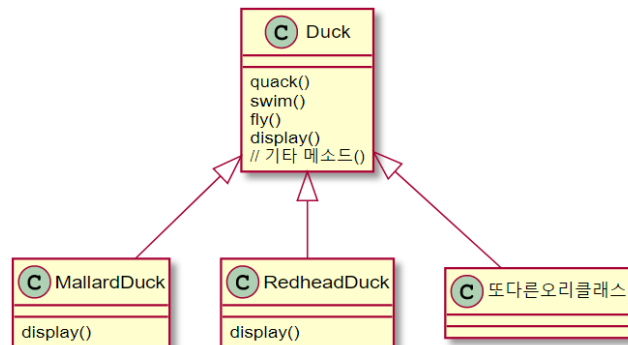 C Duck
quack()
swim()
fly()
display()
// 기타 메소드()
C MallardDuck
display()
C RedheadDuck
display()
C 또다른오리클래스